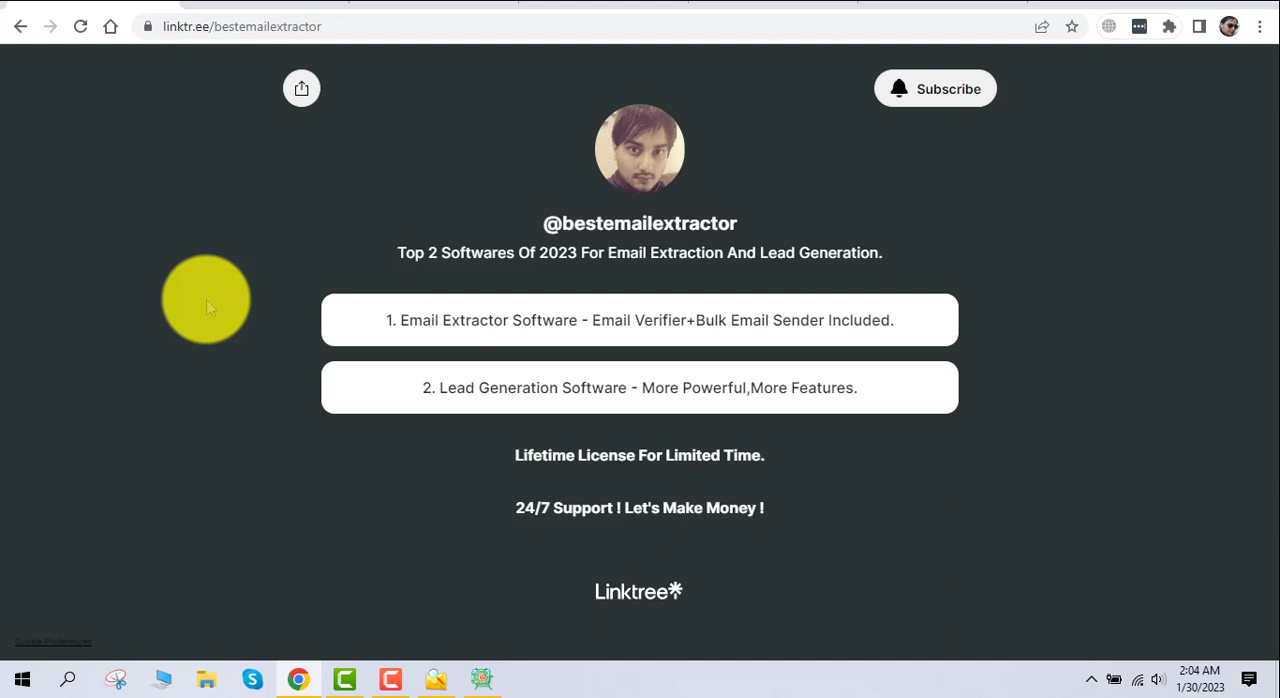 linktr.ee/bestemailextractor
Subscribe
@bestemailextractor
Top 2 Softwares Of 2023 For Email Extraction And Lead Generation.
1. Email Extractor Software - Email Verifier+Bulk Email Sender Included.
2. Lead Generation Software - More Powerful,More Features.
Lifetime License For Limited Time.
24/7 Support ! Let's Make Money !
Linktree
Cookie Preferences
2:04 AM
1/30/2023